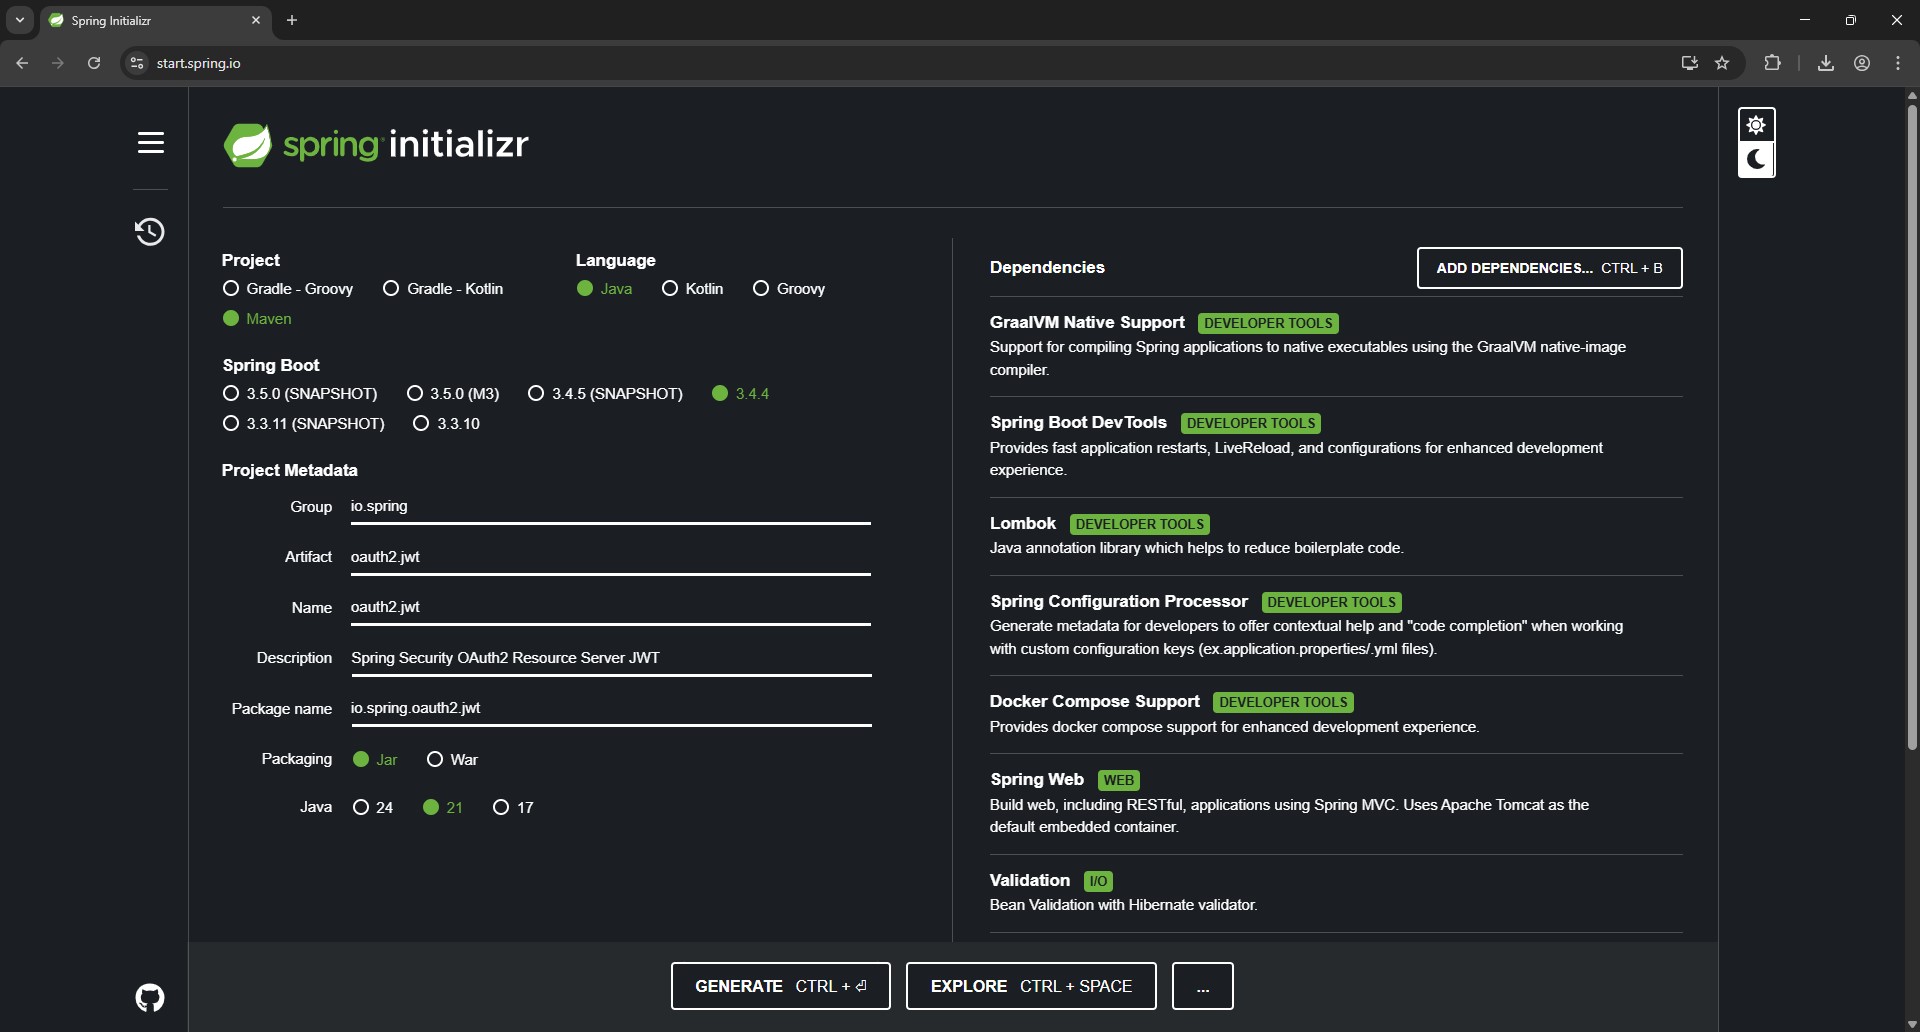 Spring Initializr
start.spring.io
spring initializr
Project
Gradle - Groovy
Gradle - Kotlin
Maven
Language
Java
Kotlin
Groovy
Spring Boot
3.5.0 (SNAPSHOT)
3.5.0 (M3)
3.4.5 (SNAPSHOT)
3.4.4
3.3.11 (SNAPSHOT)
3.3.10
Project Metadata
Group
io.spring
Artifact
oauth2.jwt
Name
oauth2.jwt
Description
Spring Security OAuth2 Resource Server JWT
Package name
io.spring.oauth2.jwt
Packaging
Jar
War
Java
24
21
17
Dependencies
ADD DEPENDENCIES... CTRL + B
GraalVM Native Support DEVELOPER TOOLS
Support for compiling Spring applications to native executables using the GraalVM native-image
compiler.
Spring Boot DevTools DEVELOPER TOOLS
Provides fast application restarts, LiveReload, and configurations for enhanced development
experience.
Lombok DEVELOPER TOOLS
Java annotation library which helps to reduce boilerplate code.
Spring Configuration Processor DEVELOPER TOOLS
Generate metadata for developers to offer contextual help and "code completion" when working
with custom configuration keys (ex.application.properties/.yml files).
Docker Compose Support DEVELOPER TOOLS
Provides docker compose support for enhanced development experience.
Spring Web WEB
Build web, including RESTful, applications using Spring MVC. Uses Apache Tomcat as the
default embedded container.
Validation I/O
Bean Validation with Hibernate validator.
GENERATE CTRL + ⏎
EXPLORE CTRL + SPACE
...